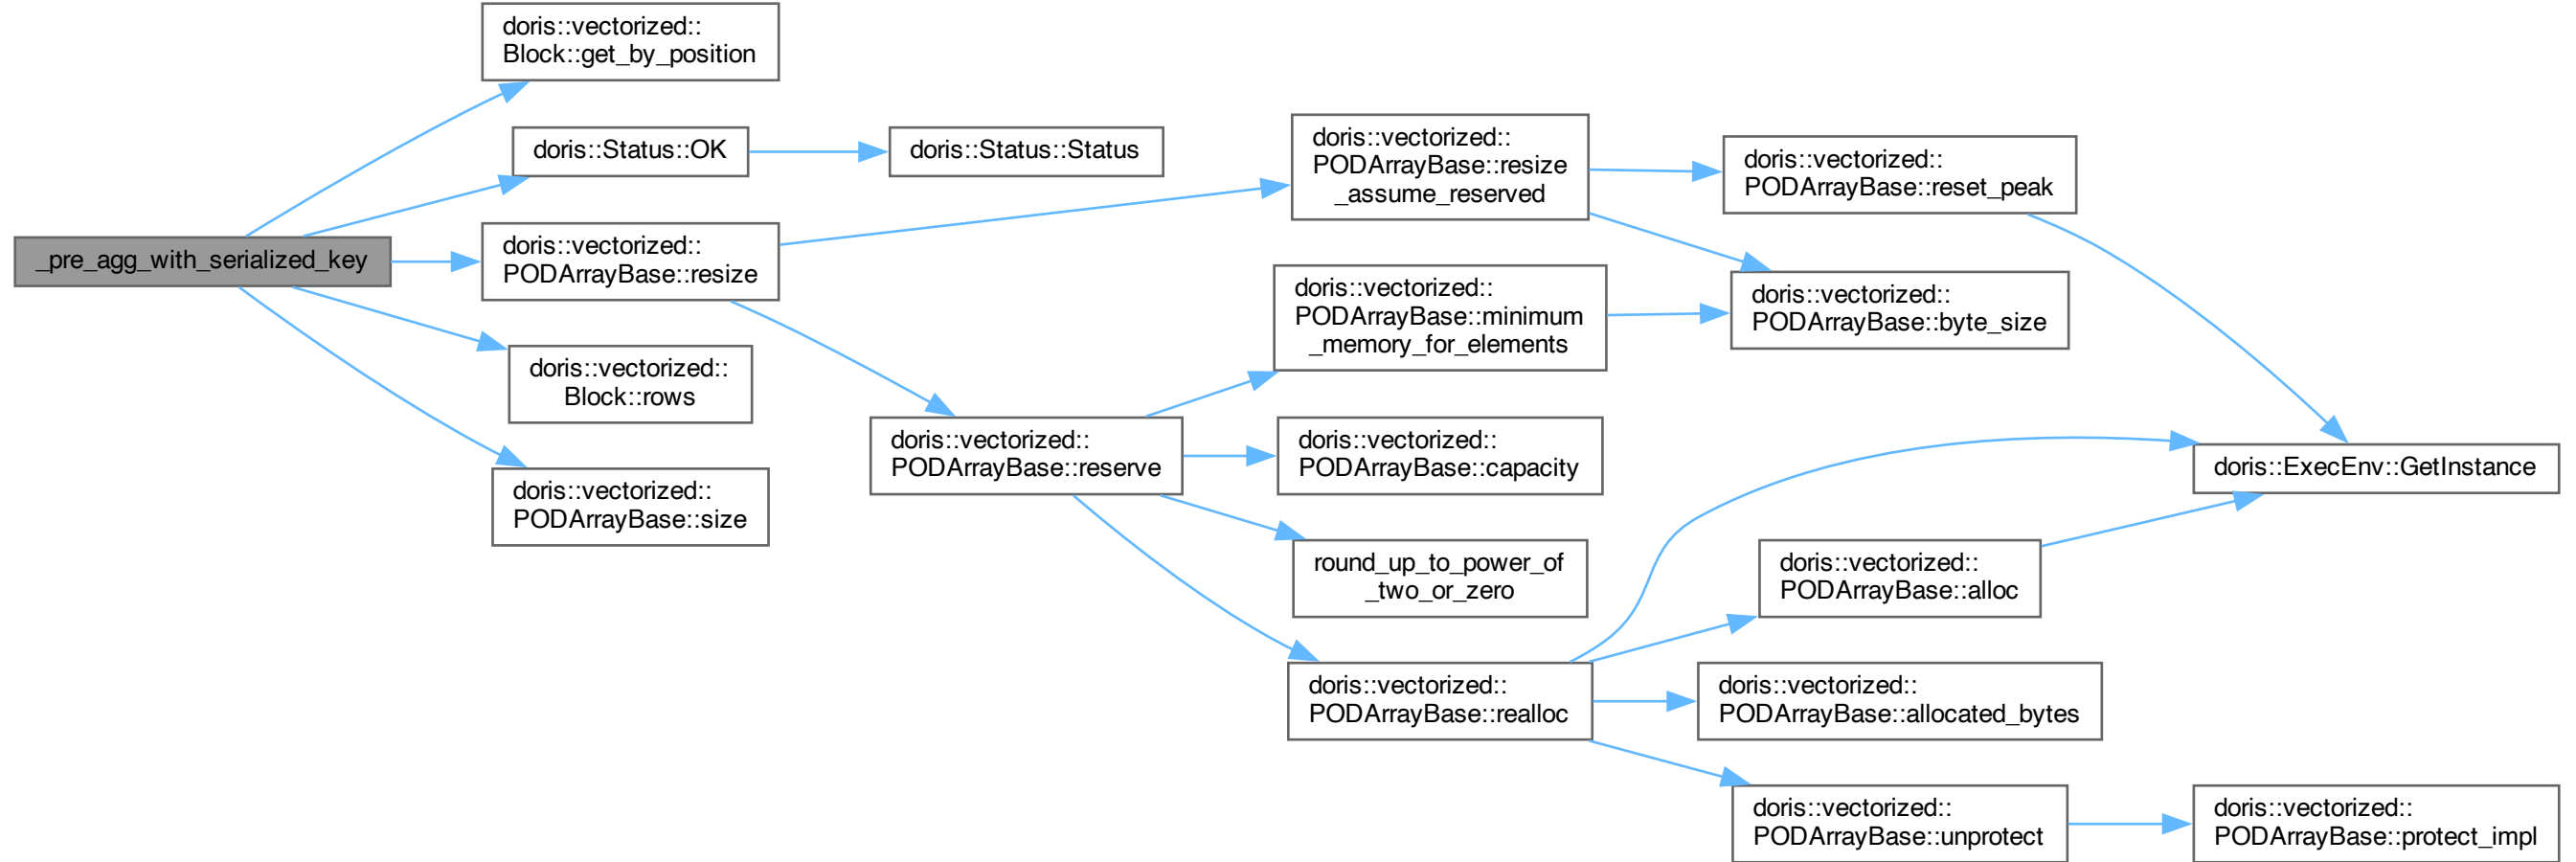 _pre_agg_with_serialized_key
doris::vectorized::
Block::get_by_position
doris::Status::OK
doris::Status::Status
doris::vectorized::
PODArrayBase::resize
doris::vectorized::
Block::rows
doris::vectorized::
PODArrayBase::size
doris::vectorized::
PODArrayBase::resize
_assume_reserved
doris::vectorized::
PODArrayBase::reset_peak
doris::vectorized::
PODArrayBase::byte_size
doris::vectorized::
PODArrayBase::minimum
_memory_for_elements
doris::vectorized::
PODArrayBase::reserve
doris::vectorized::
PODArrayBase::capacity
round_up_to_power_of
_two_or_zero
doris::vectorized::
PODArrayBase::realloc
doris::ExecEnv::GetInstance
doris::vectorized::
PODArrayBase::alloc
doris::vectorized::
PODArrayBase::allocated_bytes
doris::vectorized::
PODArrayBase::unprotect
doris::vectorized::
PODArrayBase::protect_impl